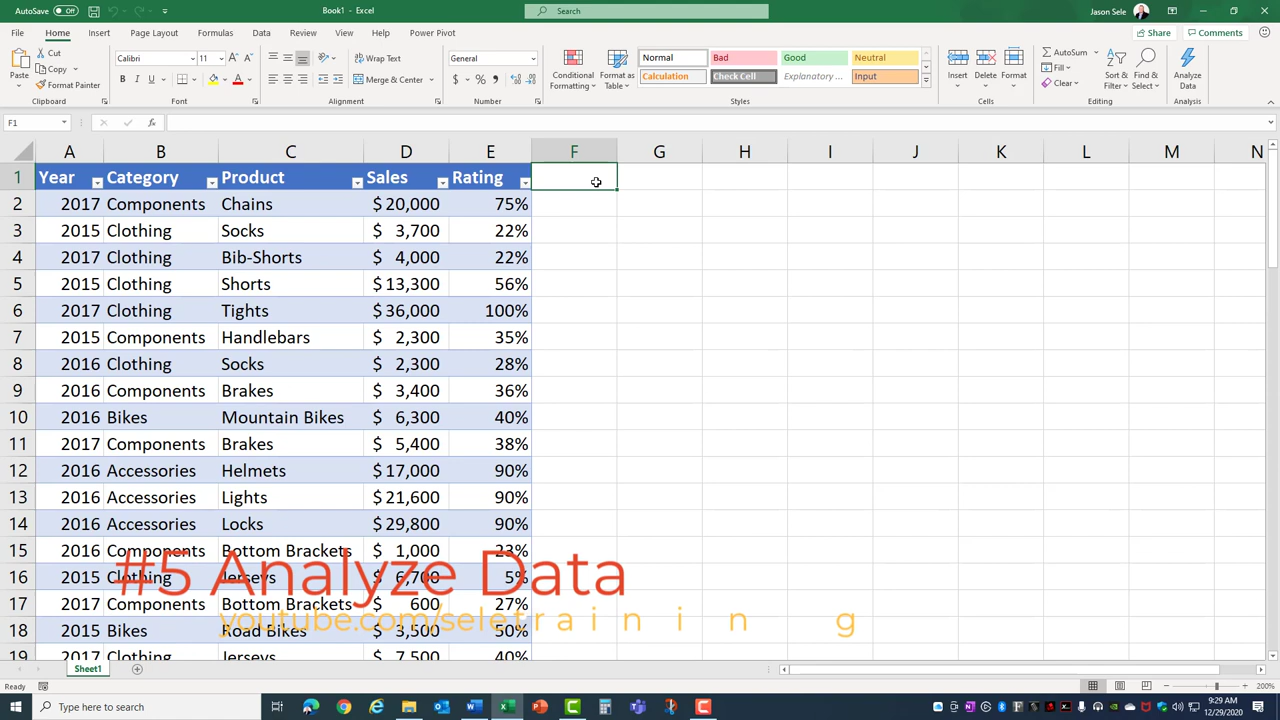 AutoSave Off Book1 - Excel Search Jason Sele
File Home Insert Page Layout Formulas Data Review View Help Power Pivot Share Comments
Paste Cut Copy Format Painter Clipboard
Calibri 11 B I U Font
Wrap Text Merge & Center Alignment
General $ % Number
Conditional Formatting Format as Table Normal Bad Good Neutral Calculation Check Cell Explanatory ... Input Styles
Insert Delete Format Cells
AutoSum Fill Clear Sort & Filter Find & Select Editing
Analyze Data Analysis
F1 fx
A B C D E F G H I J K L M N
1 Year Category Product Sales Rating
2 2017 Components Chains $ 20,000 75%
3 2015 Clothing Socks $ 3,700 22%
4 2017 Clothing Bib-Shorts $ 4,000 22%
5 2015 Clothing Shorts $ 13,300 56%
6 2017 Clothing Tights $ 36,000 100%
7 2015 Components Handlebars $ 2,300 35%
8 2016 Clothing Socks $ 2,300 28%
9 2016 Components Brakes $ 3,400 36%
10 2016 Bikes Mountain Bikes $ 6,300 40%
11 2017 Components Brakes $ 5,400 38%
12 2016 Accessories Helmets $ 17,000 90%
13 2016 Accessories Lights $ 21,600 90%
14 2016 Accessories Locks $ 29,800 90%
15 2016 Components Bottom Brackets $ 1,000 23%
#5 Analyze Data
16 2015 Clothing Jerseys $ 6,700 5%
17 2017 Components Bottom Brackets $ 600 27%
youtube.com/seletraining
18 2015 Bikes Road Bikes $ 3,500 50%
19 2017 Clothing Jerseys $ 7,500 40%
Sheet1
Ready 200%
Type here to search 9:29 AM
12/29/2020